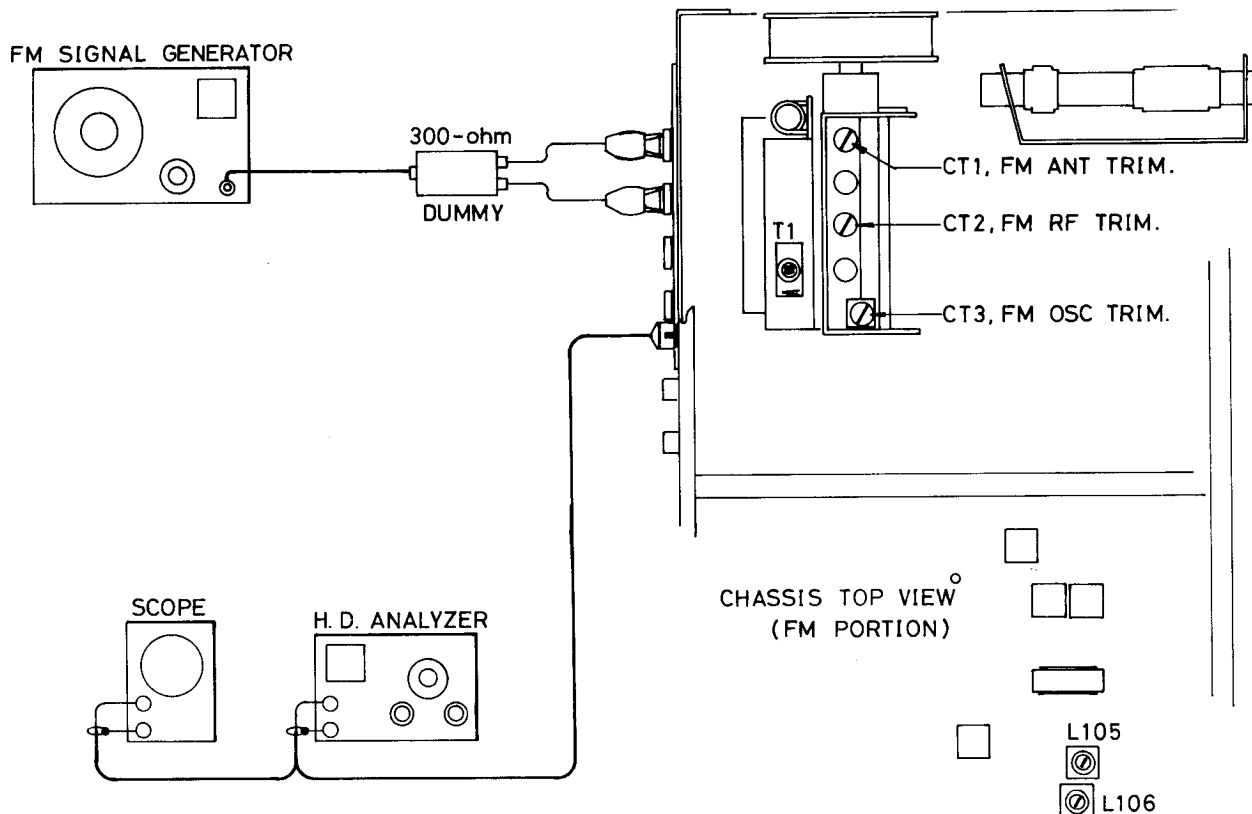 FM SIGNAL GENERATOR
300-ohm
DUMMY
T1
CT1, FM ANT TRIM.
CT2, FM RF TRIM.
CT3, FM OSC TRIM.
CHASSIS TOP VIEW
(FM PORTION)
SCOPE
H. D. ANALYZER
L105
L106